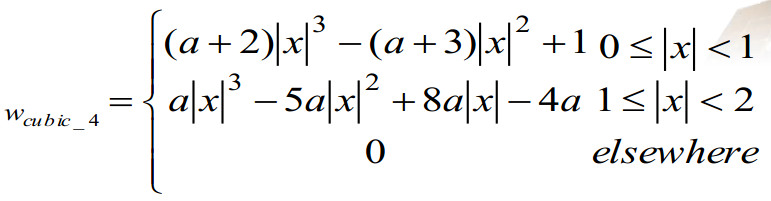 (a+2)|x|³ −(a+3)|x|² +1 0≤|x|<1
w_{cubic_4} = { a|x|³ −5a|x|² +8a|x|−4a 1≤|x|<2
0 elsewhere